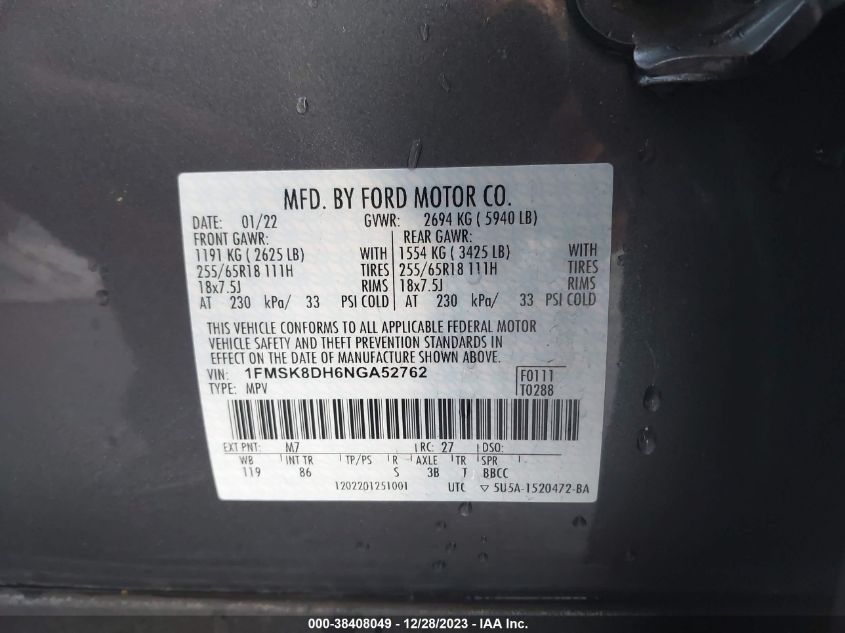 MFD. BY FORD MOTOR CO.
DATE: 01/22 GVWR: 2694 KG ( 5940 LB)
FRONT GAWR: REAR GAWR:
1191 KG ( 2625 LB) WITH 1554 KG ( 3425 LB) WITH
255/65R18 111H TIRES 255/65R18 111H TIRES
18x7.5J RIMS 18x7.5J RIMS
AT 230 kPa/ 33 PSI COLD AT 230 kPa/ 33 PSI COLD
THIS VEHICLE CONFORMS TO ALL APPLICABLE FEDERAL MOTOR
VEHICLE SAFETY AND THEFT PREVENTION STANDARDS IN
EFFECT ON THE DATE OF MANUFACTURE SHOWN ABOVE.
VIN: 1FMSK8DH6NGA52762 F0111
TYPE: MPV T0288
EXT PNT: M7 RC: 27 DSO:
WB INT TR TP/PS R AXLE TR SPR
119 86 S 3B T BBCC
1202201251001 UTC ▽ 5U5A-1520472-BA
000-38408049 - 12/28/2023 - IAA Inc.